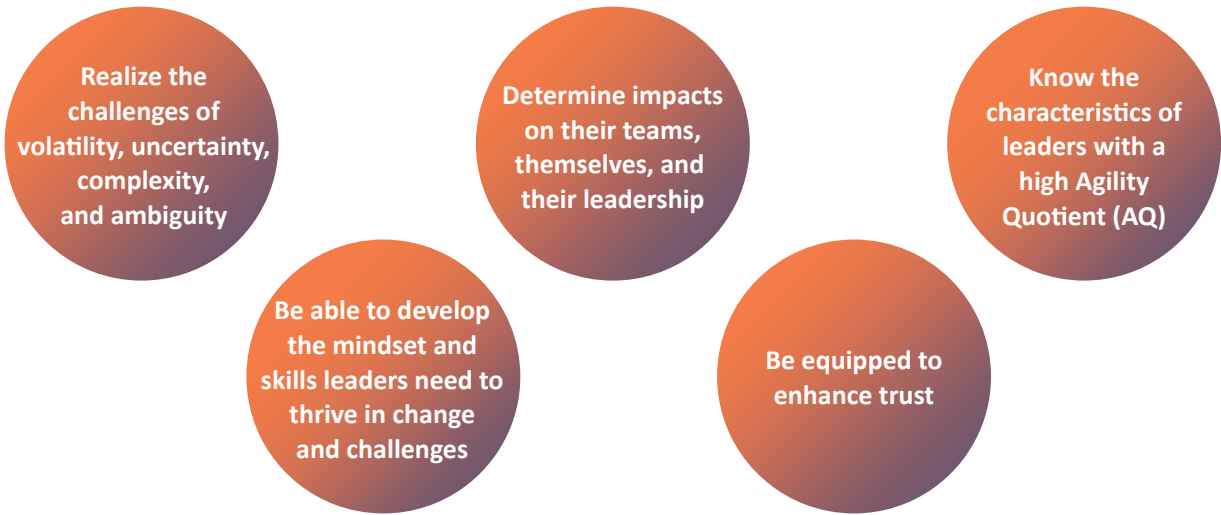 Realize the
challenges of
volatility, uncertainty,
complexity,
and ambiguity
Determine impacts
on their teams,
themselves, and
their leadership
Know the
characteristics of
leaders with a
high Agility
Quotient (AQ)
Be able to develop
the mindset and
skills leaders need to
thrive in change
and challenges
Be equipped to
enhance trust